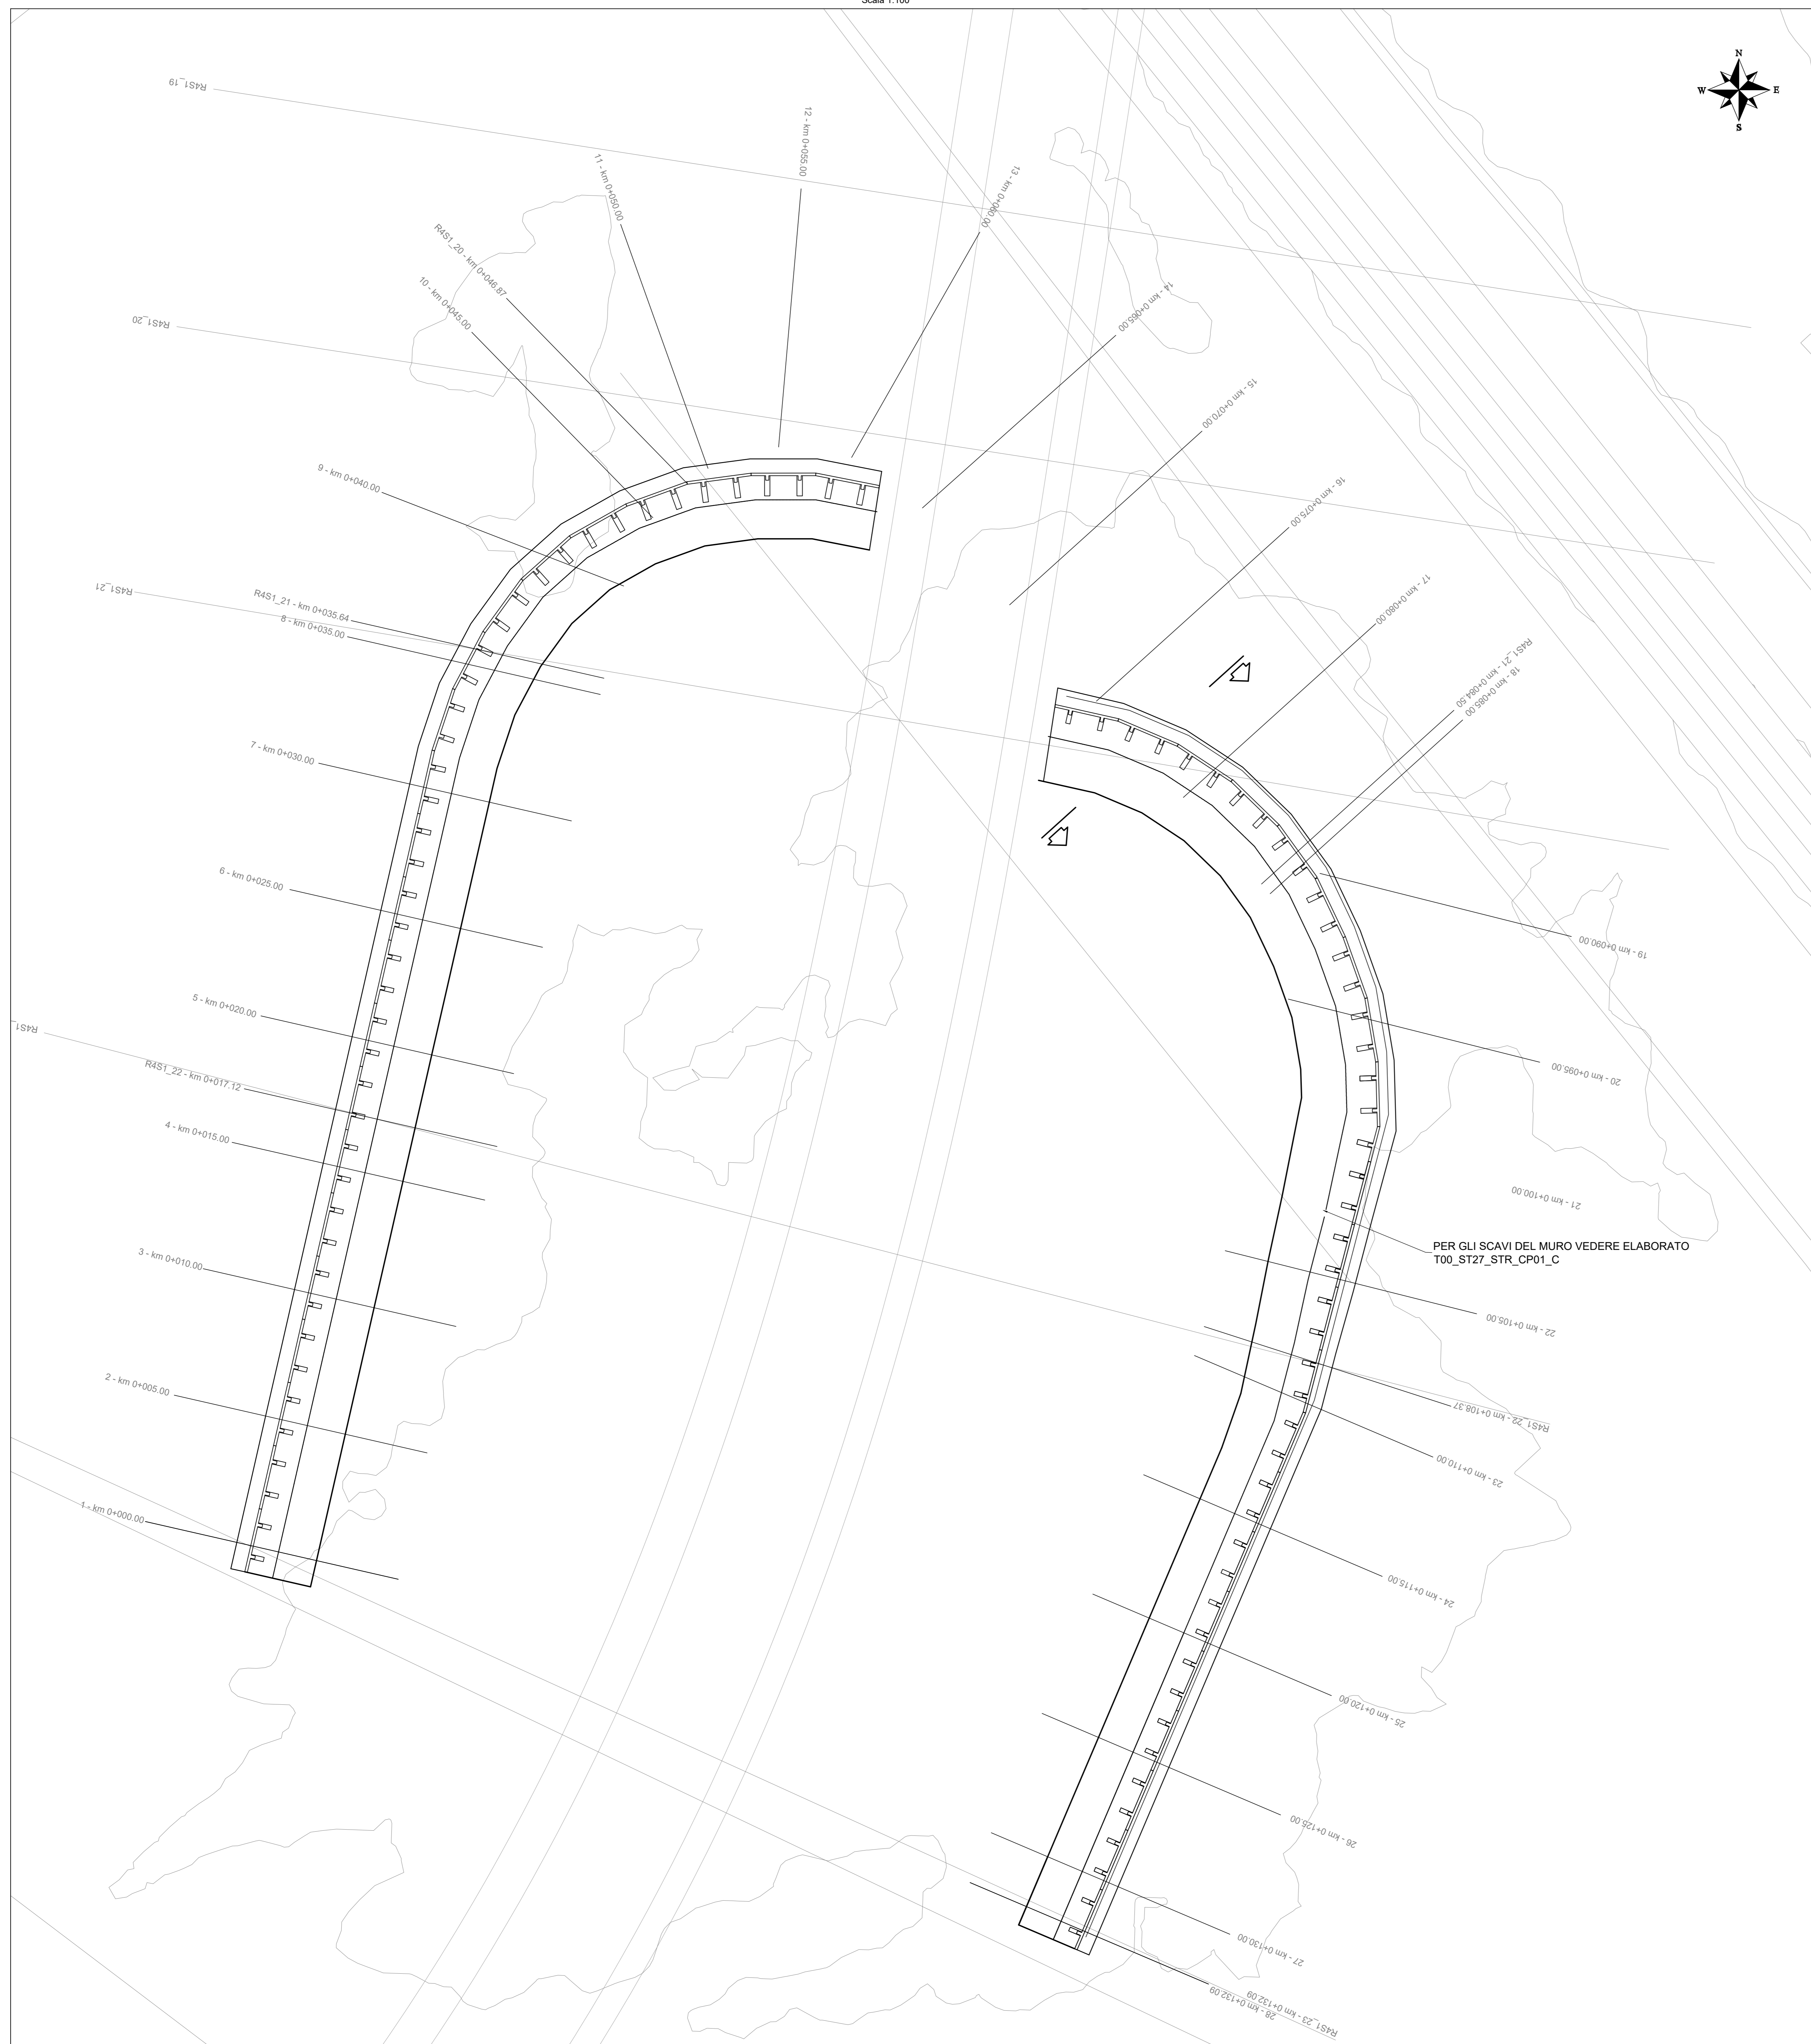 Scala 1:100
N
W
E
S
R4S1_19
12 - km 0+055.00
11 - km 0+050.00
13 - km 0+060.00
R4S1_20 - km 0+046.87
10 - km 0+045.00
14 - km 0+065.00
R4S1_20
15 - km 0+070.00
9 - km 0+040.00
16 - km 0+075.00
R4S1_21
17 - km 0+080.00
R4S1_21 - km 0+035.64
8 - km 0+035.00
R4S1_21 - km 0+084.50
18 - km 0+085.00
7 - km 0+030.00
6 - km 0+025.00
19 - km 0+090.00
5 - km 0+020.00
R4S1
R4S1_22 - km 0+017.12
20 - km 0+095.00
4 - km 0+015.00
21 - km 0+100.00
3 - km 0+010.00
PER GLI SCAVI DEL MURO VEDERE ELABORATO
T00_ST27_STR_CP01_C
22 - km 0+105.00
2 - km 0+005.00
R4S1_22 - km 0+108.37
23 - km 0+110.00
1 - km 0+000.00
24 - km 0+115.00
25 - km 0+120.00
26 - km 0+125.00
27 - km 0+130.00
R4S1_23 - km 0+132.09
28 - km 0+132.09